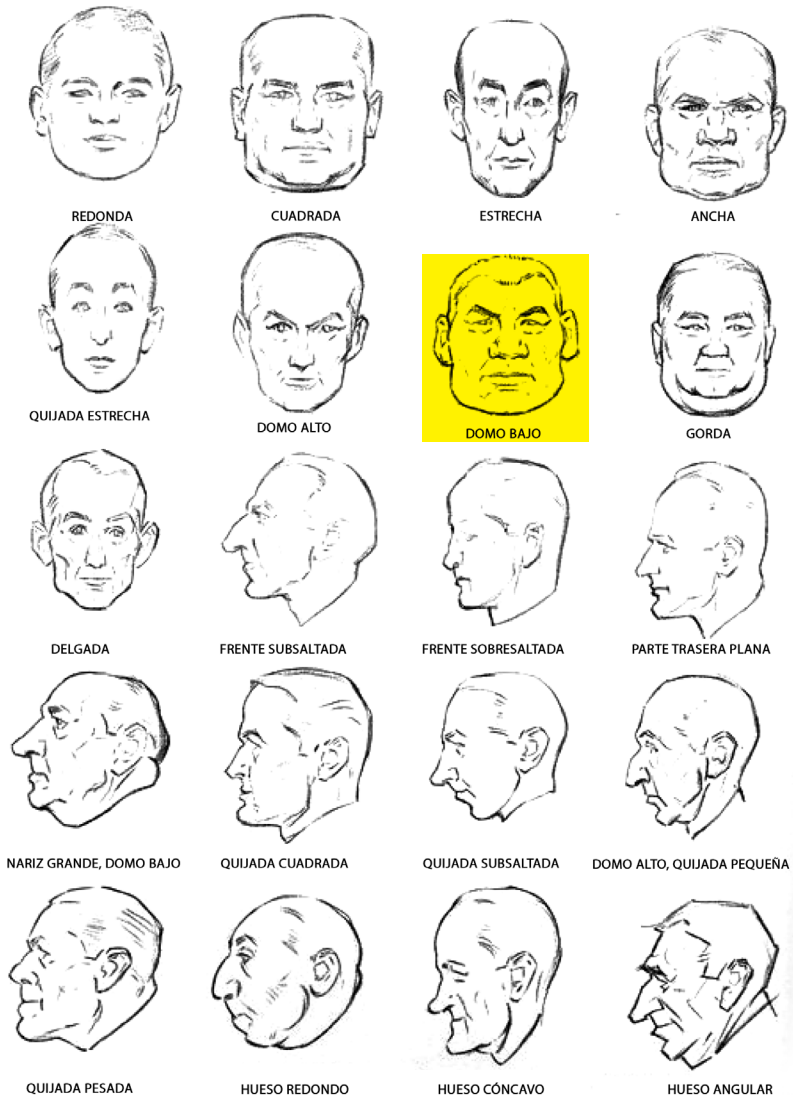 REDONDA
CUADRADA
ESTRECHA
ANCHA
QUIJADA ESTRECHA
DOMO ALTO
DOMO BAJO
GORDA
DELGADA
FRENTE SUBSALTADA
FRENTE SOBRESALTADA
PARTE TRASERA PLANA
NARIZ GRANDE, DOMO BAJO
QUIJADA CUADRADA
QUIJADA SUBSALTADA
DOMO ALTO, QUIJADA PEQUEÑA
QUIJADA PESADA
HUESO REDONDO
HUESO CÓNCAVO
HUESO ANGULAR